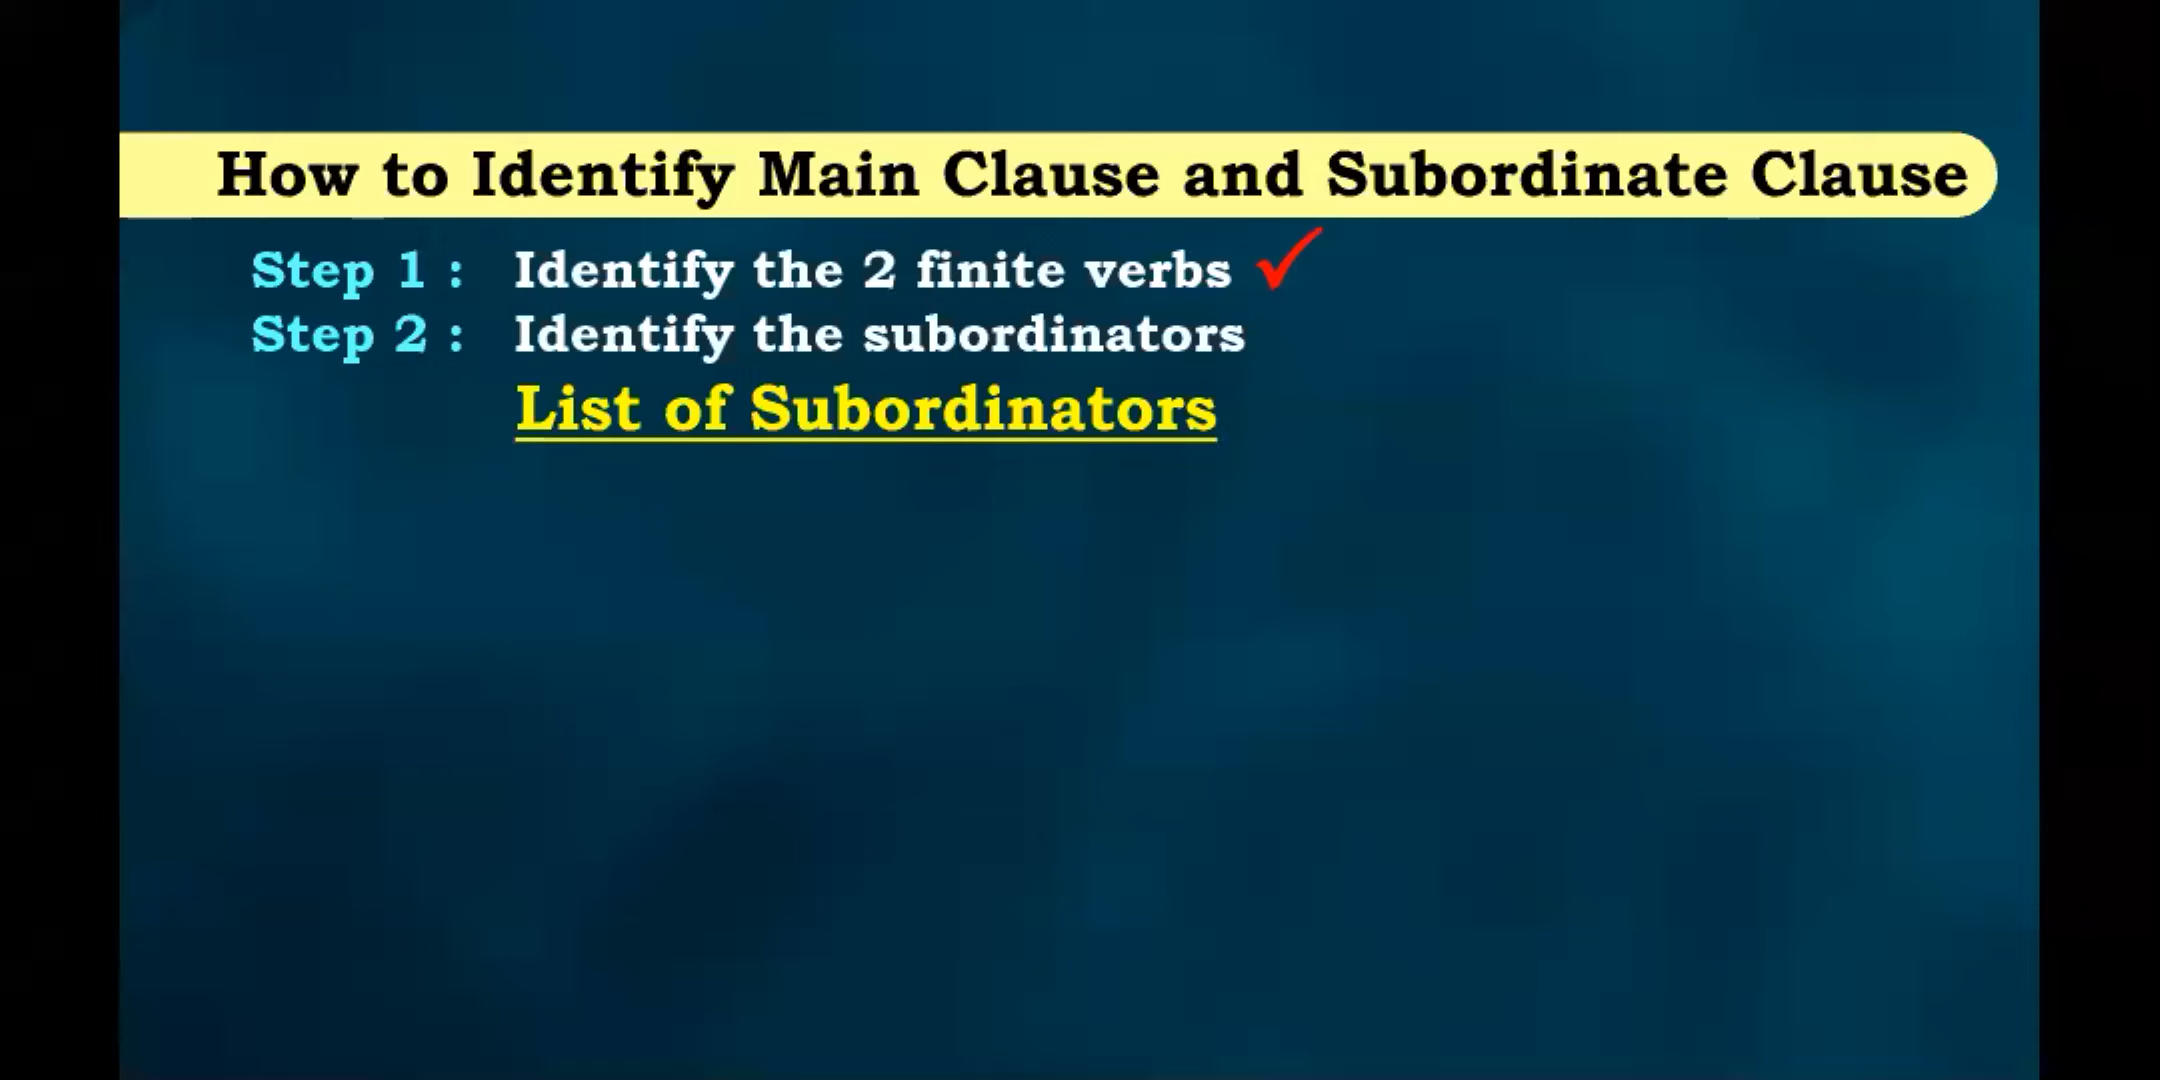 How to Identify Main Clause and Subordinate Clause
Step 1 : Identify the 2 finite verbs ✓
Step 2 : Identify the subordinators
List of Subordinators